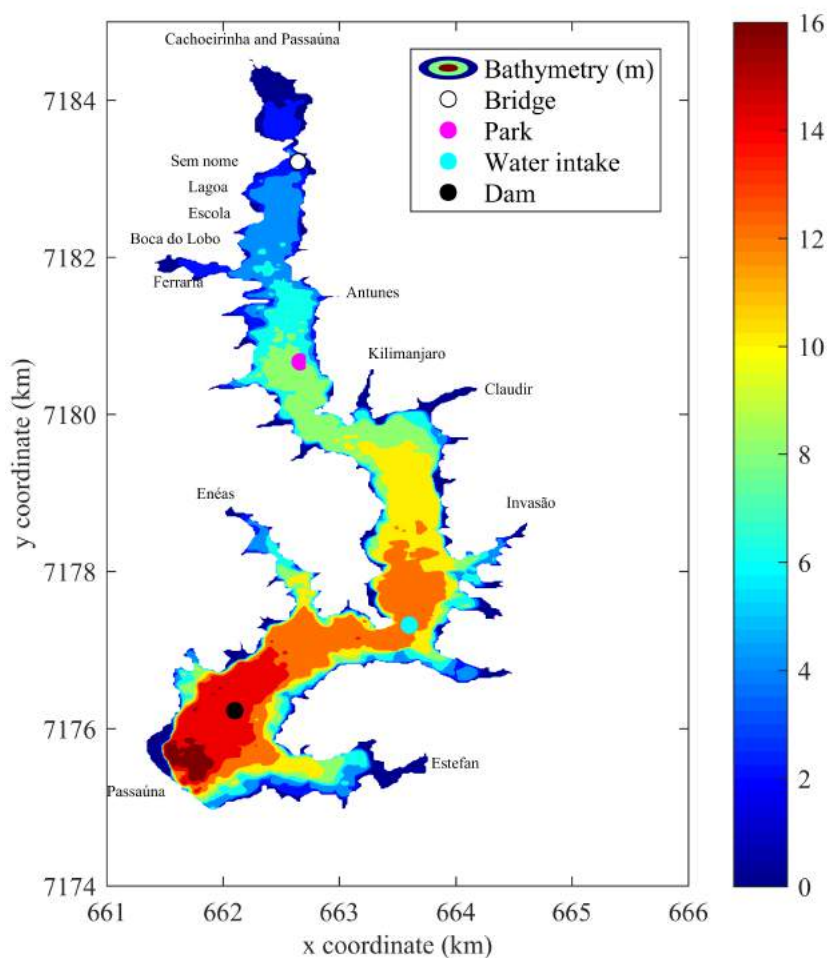 Cachoeirinha and Passaúna
Bathymetry (m)
Bridge
Park
Water intake
Dam
Sem nome
Lagoa
Escola
Boca do Lobo
Ferraria
Antunes
Kilimanjaro
Claudir
Enéas
Invasão
Estefan
Passaúna
y coordinate (km)
7184
7182
7180
7178
7176
7174
661 662 663 664 665 666
x coordinate (km)
16
14
12
10
8
6
4
2
0